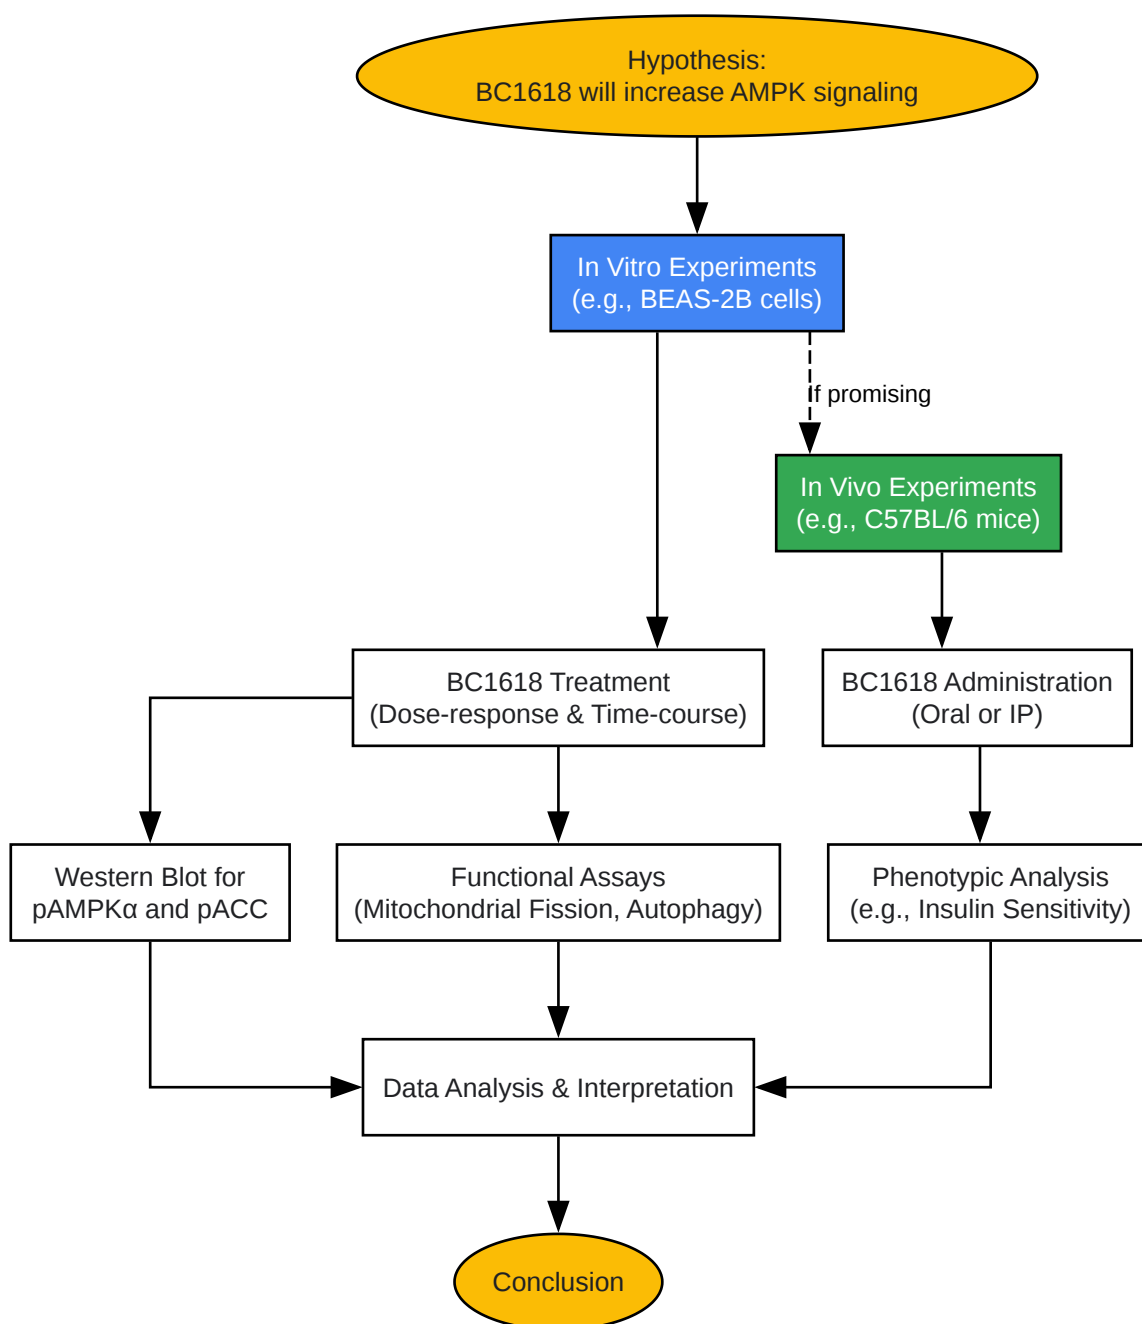 Hypothesis:
BC1618 will increase AMPK signaling
In Vitro Experiments
(e.g., BEAS-2B cells)
If promising
In Vivo Experiments
(e.g., C57BL/6 mice)
BC1618 Treatment
(Dose-response & Time-course)
BC1618 Administration
(Oral or IP)
Western Blot for
pAMPKα and pACC
Functional Assays
(Mitochondrial Fission, Autophagy)
Phenotypic Analysis
(e.g., Insulin Sensitivity)
Data Analysis & Interpretation
Conclusion